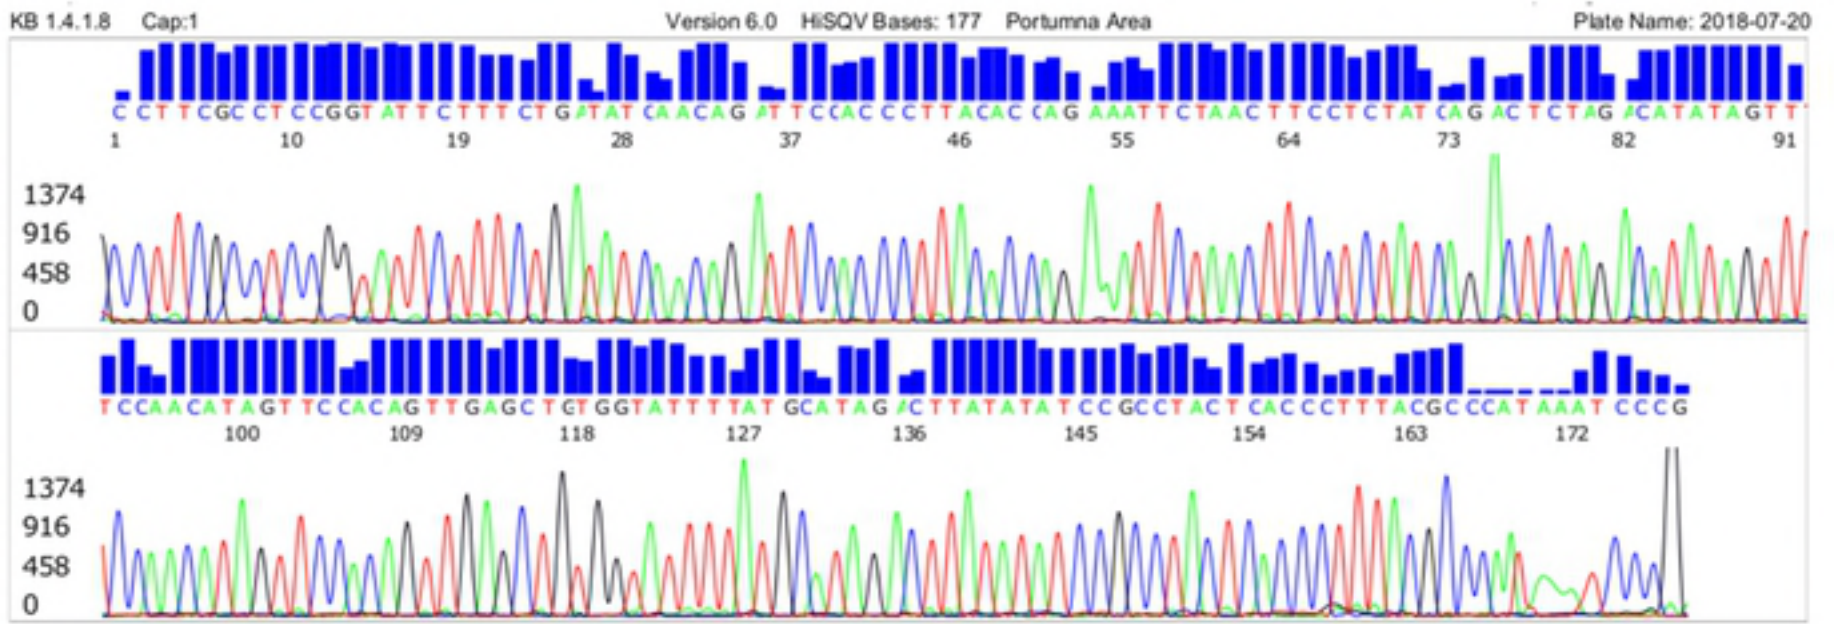 KB 1.4.1.8 Cap:1 Version 6.0 HiSQV Bases: 177 Portumna Area Plate Name: 2018-07-20
C C T T C G C C T C C G G T A T T C T T T C T G A T A T C A A C A G A T T C C A C C C T T A C A C C A G A A A T T C T A A C T T C C T C T A T C A G A C T C T A G A C A T A T A G T T
1 10 19 28 37 46 55 64 73 82 91
1374
916
458
0
T C C A A C A T A G T T C C A C A G T T G A G C T G T G G T A T T T T A T G C A T A G A C T T A T A T A T C C G C C T A C T C A C C C T T T A C G C C C A T A A A T C C C G
100 109 118 127 136 145 154 163 172
1374
916
458
0